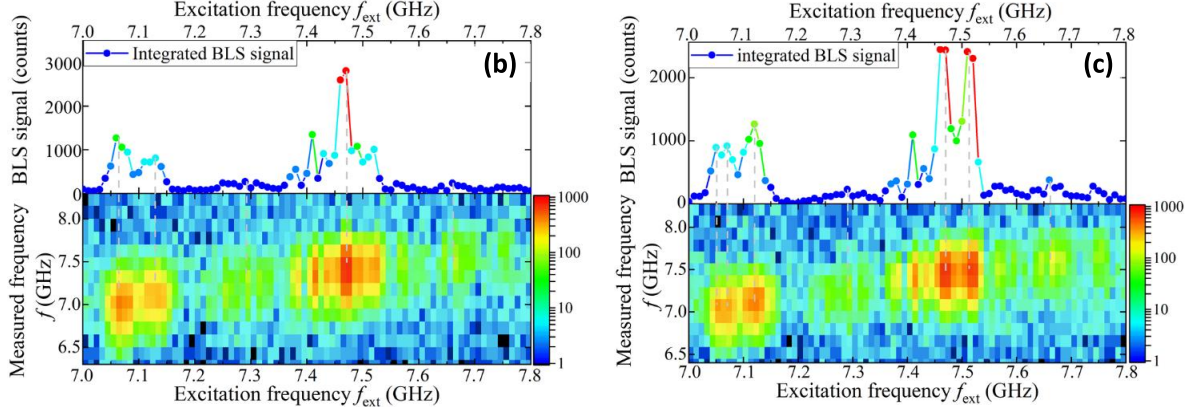 Excitation frequency f_ext (GHz)
7.0 7.1 7.2 7.3 7.4 7.5 7.6 7.7 7.8
Integrated BLS signal
(b)
BLS signal (counts)
3000
2000
1000
0
Measured frequency
f (GHz)
8.0
7.5
7.0
6.5
1000
100
10
1
7.0 7.1 7.2 7.3 7.4 7.5 7.6 7.7 7.8
Excitation frequency f_ext (GHz)
Excitation frequency f_ext (GHz)
7.0 7.1 7.2 7.3 7.4 7.5 7.6 7.7 7.8
integrated BLS signal
(c)
BLS signal (counts)
2000
1000
0
Measured frequency
f (GHz)
8.0
7.5
7.0
6.5
1000
100
10
1
7.0 7.1 7.2 7.3 7.4 7.5 7.6 7.7 7.8
Excitation frequency f_ext (GHz)